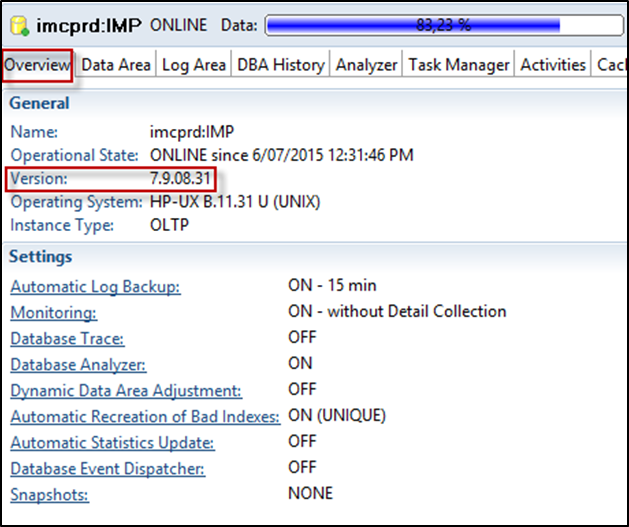 imcprd:IMP ONLINE Data: 83,23 %
Overview Data Area Log Area DBA History Analyzer Task Manager Activities Cach
General
Name: imcprd:IMP
Operational State: ONLINE since 6/07/2015 12:31:46 PM
Version: 7.9.08.31
Operating System: HP-UX B.11.31 U (UNIX)
Instance Type: OLTP
Settings
Automatic Log Backup: ON - 15 min
Monitoring: ON - without Detail Collection
Database Trace: OFF
Database Analyzer: ON
Dynamic Data Area Adjustment: OFF
Automatic Recreation of Bad Indexes: ON (UNIQUE)
Automatic Statistics Update: OFF
Database Event Dispatcher: OFF
Snapshots: NONE